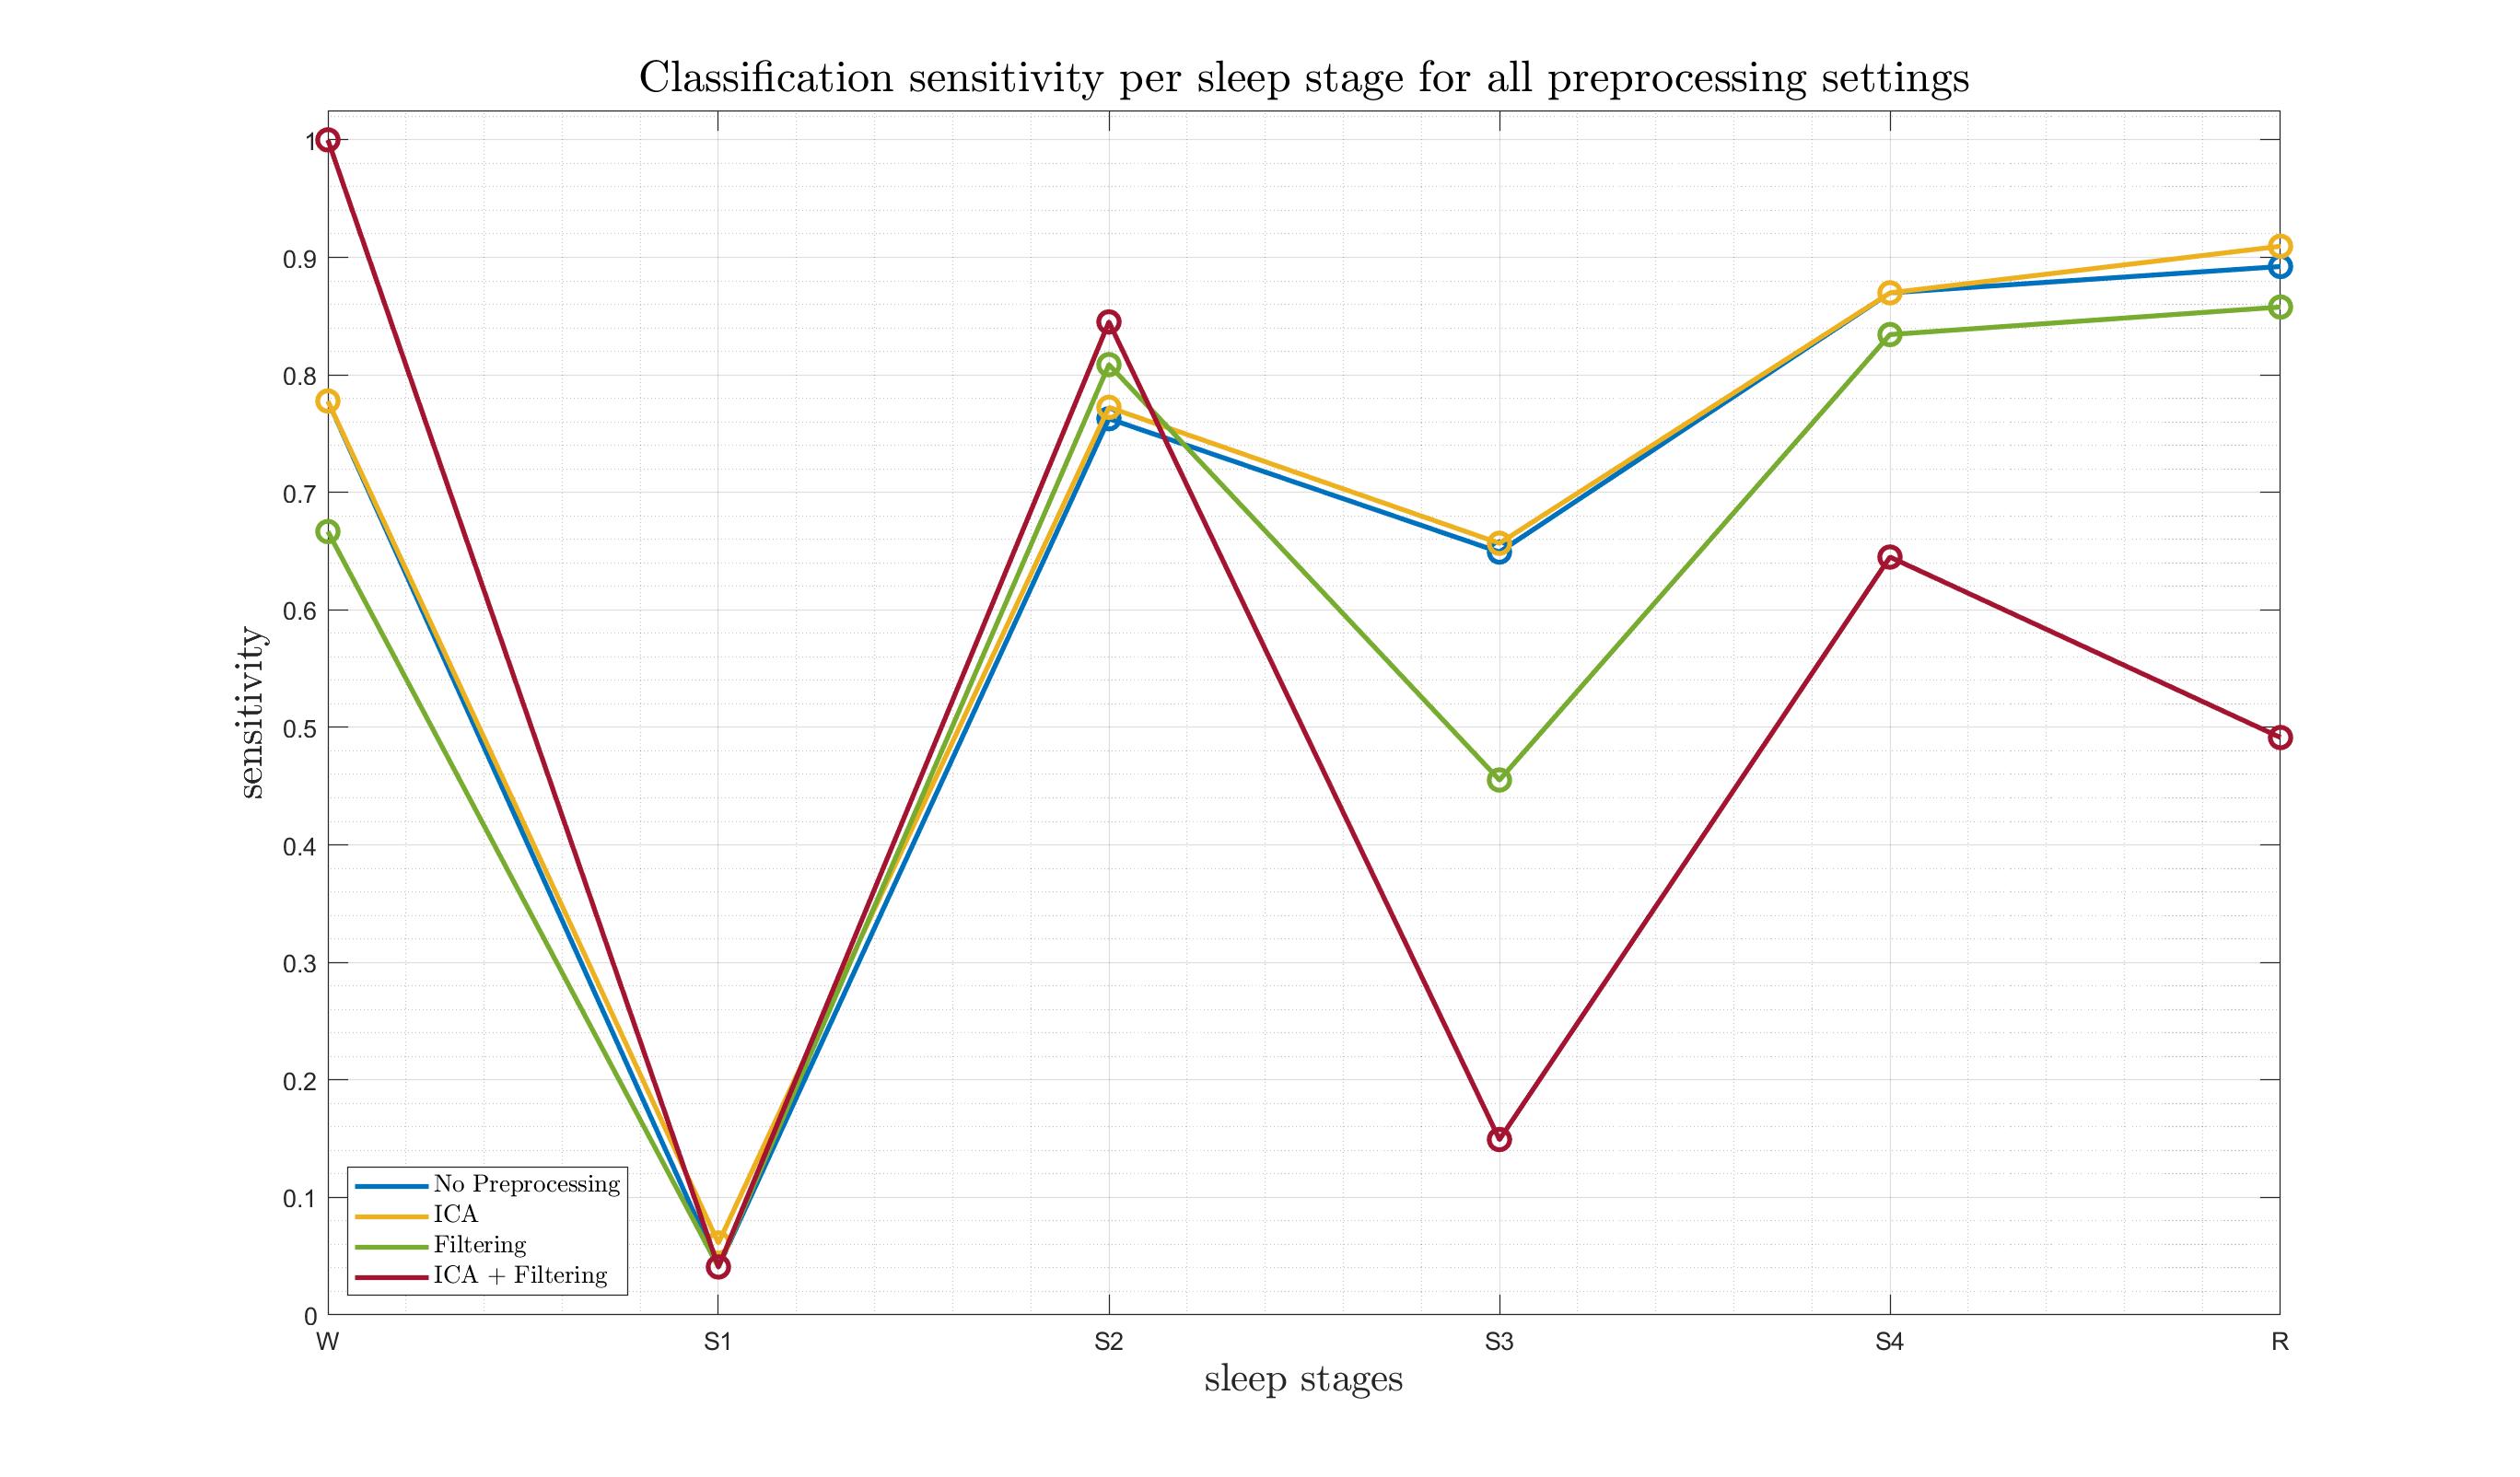 Classification sensitivity per sleep stage for all preprocessing settings
1
0.9
0.8
0.7
0.6
0.5
0.4
0.3
0.2
0.1
0
sensitivity
No Preprocessing
ICA
Filtering
ICA + Filtering
W S1 S2 S3 S4 R
sleep stages